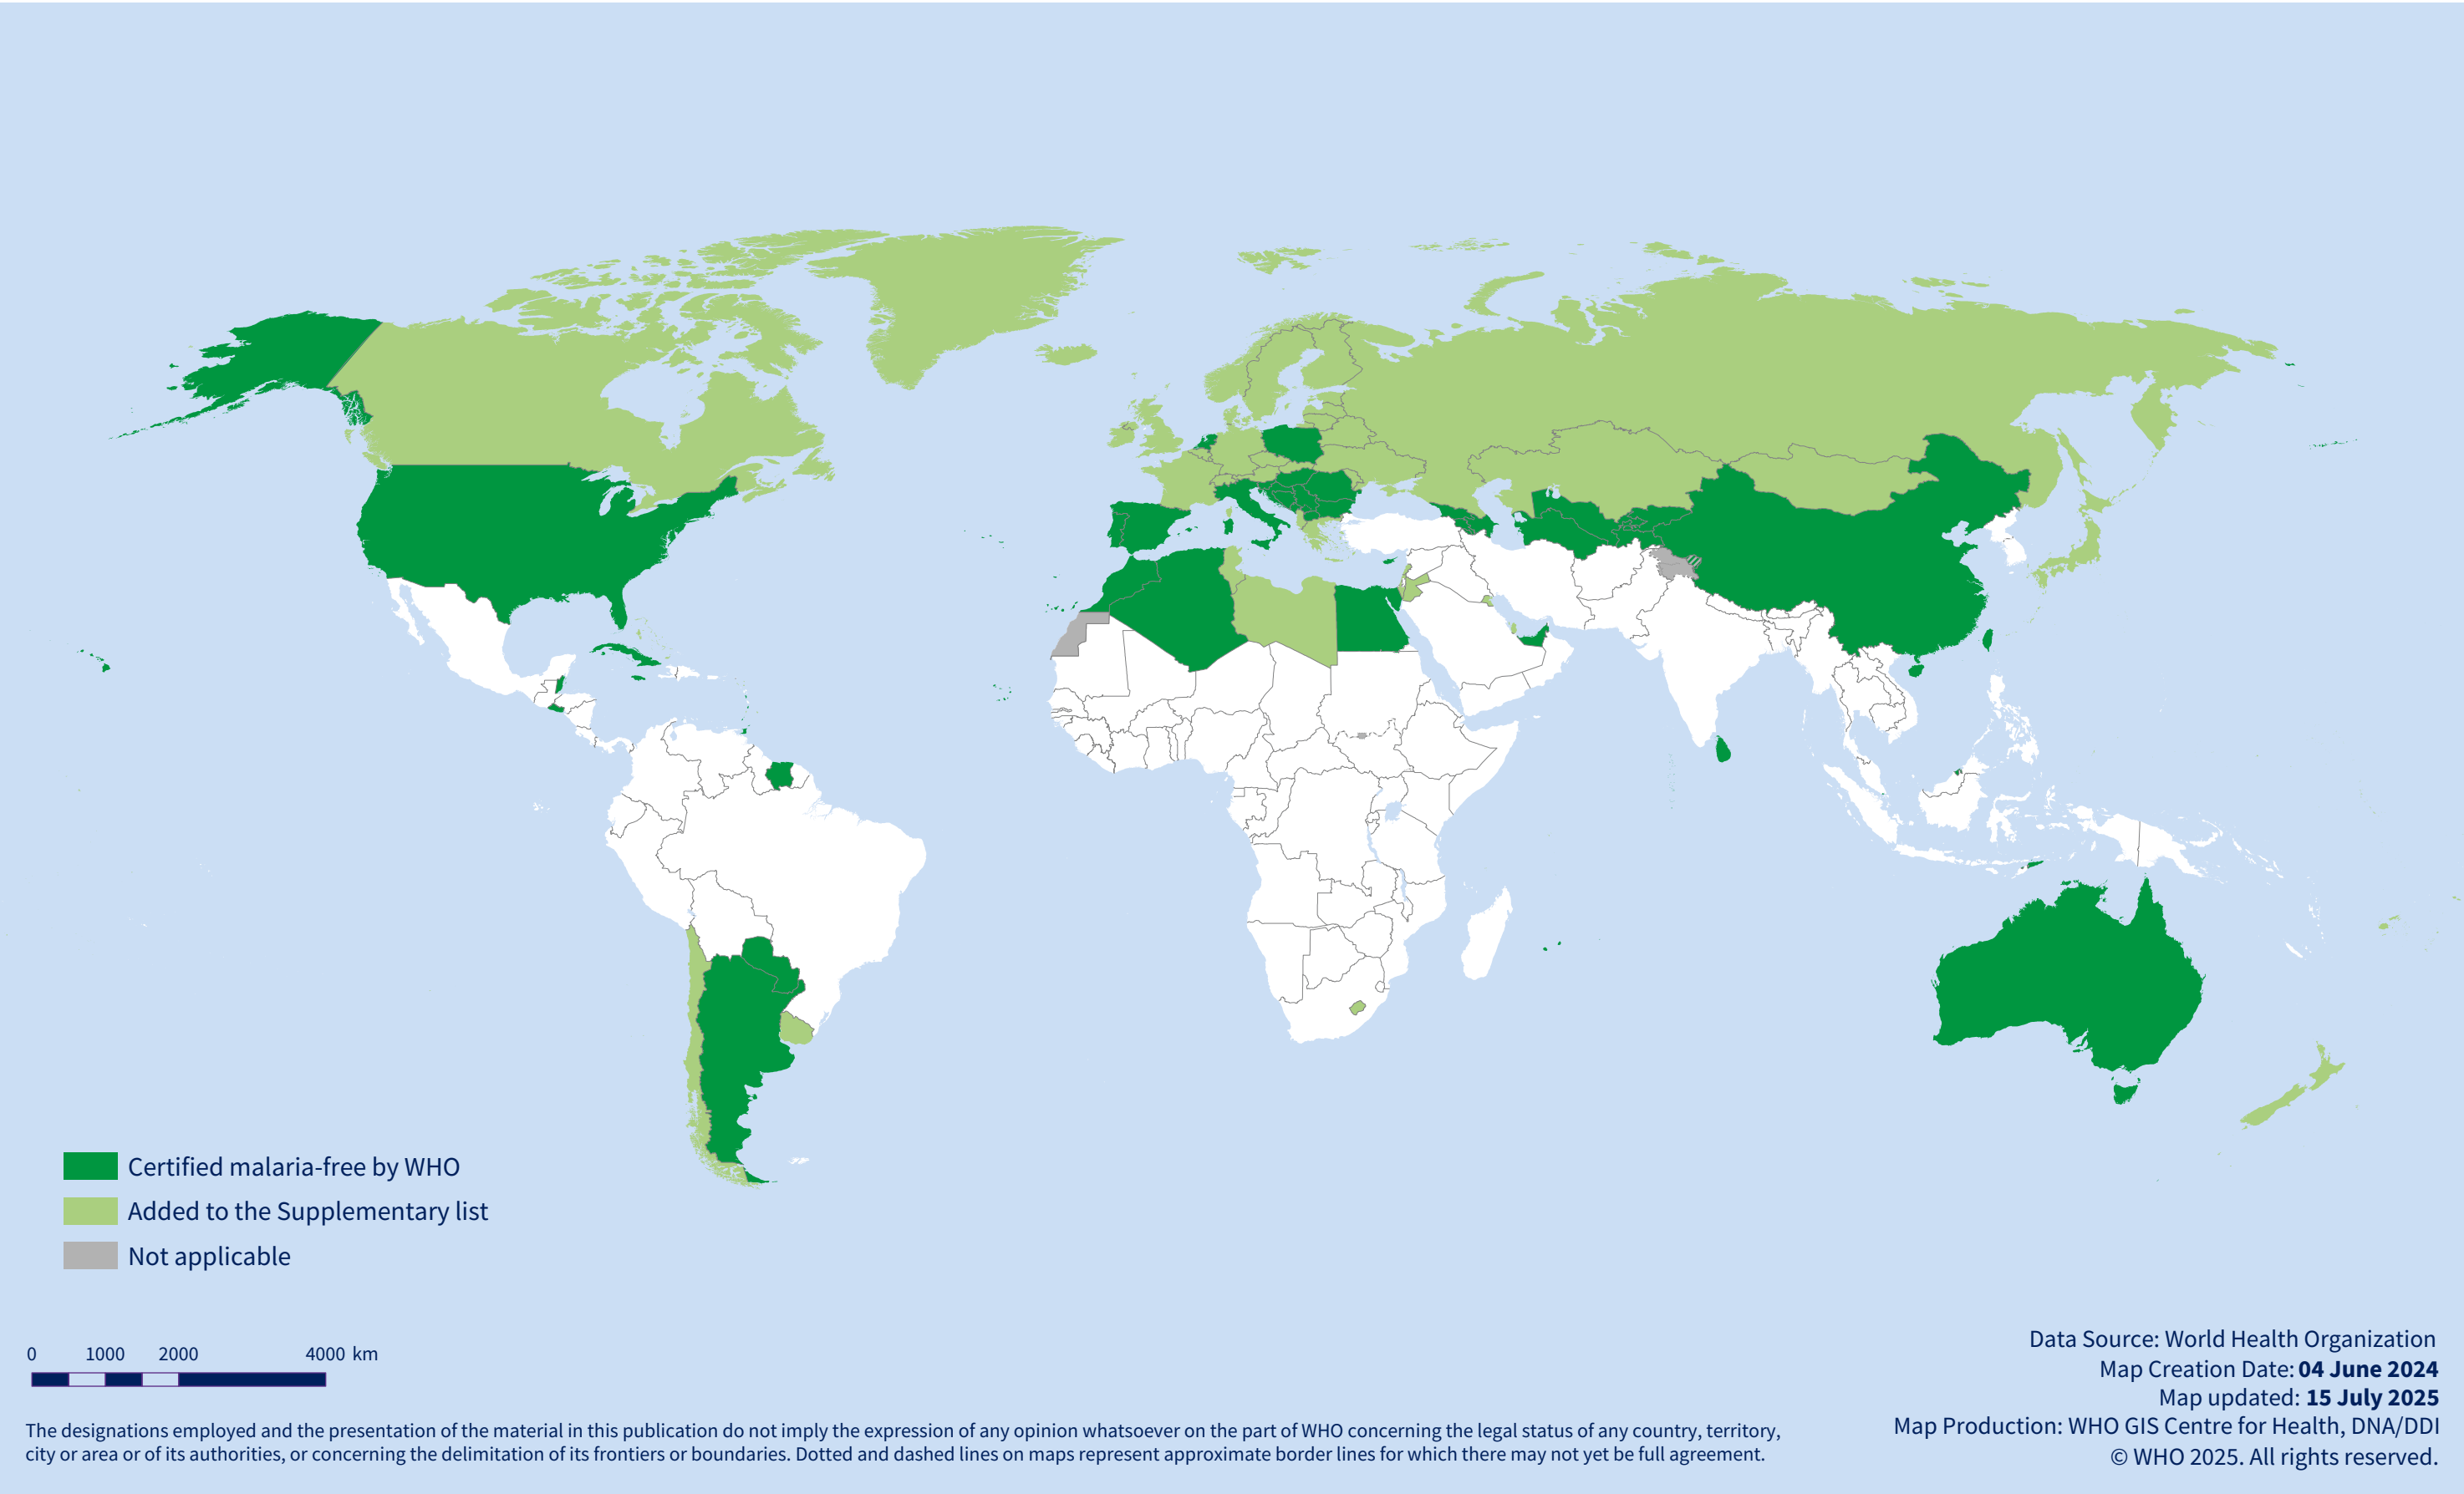 Certified malaria-free by WHO
Added to the Supplementary list
Not applicable
0 1000 2000 4000 km
Data Source: World Health Organization
Map Creation Date: 04 June 2024
Map updated: 15 July 2025
Map Production: WHO GIS Centre for Health, DNA/DDI
© WHO 2025. All rights reserved.
The designations employed and the presentation of the material in this publication do not imply the expression of any opinion whatsoever on the part of WHO concerning the legal status of any country, territory,
city or area or of its authorities, or concerning the delimitation of its frontiers or boundaries. Dotted and dashed lines on maps represent approximate border lines for which there may not yet be full agreement.